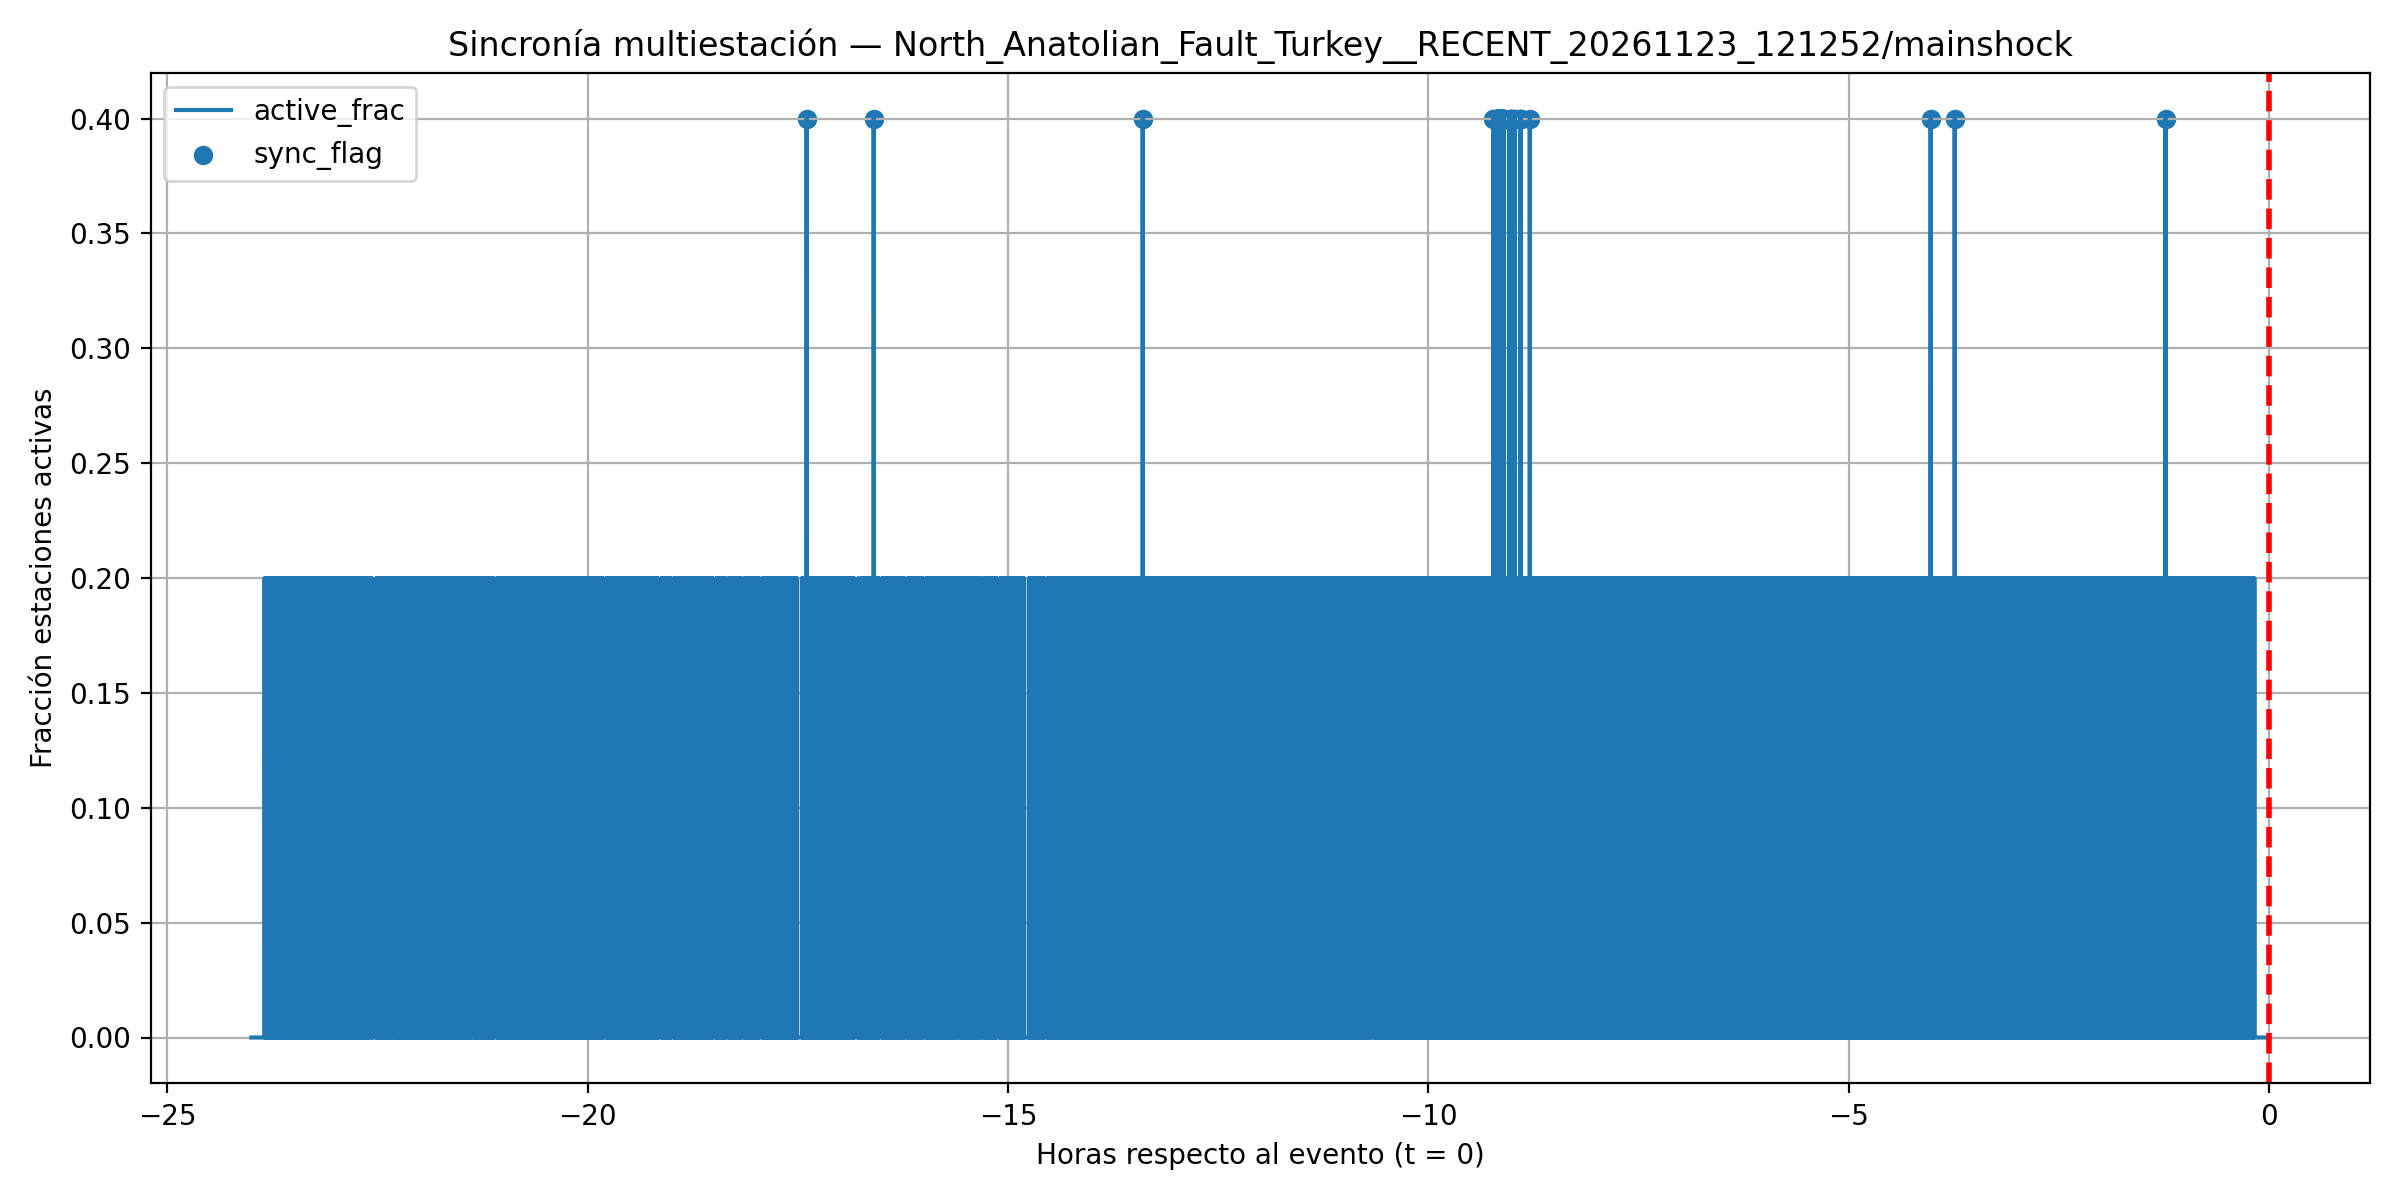 Sincronía multiestación — North_Anatolian_Fault_Turkey__RECENT_20261123_121252/mainshock
active_frac
sync_flag
0.40
0.35
0.30
0.25
0.20
0.15
0.10
0.05
0.00
Fracción estaciones activas
−25 −20 −15 −10 −5 0
Horas respecto al evento (t = 0)